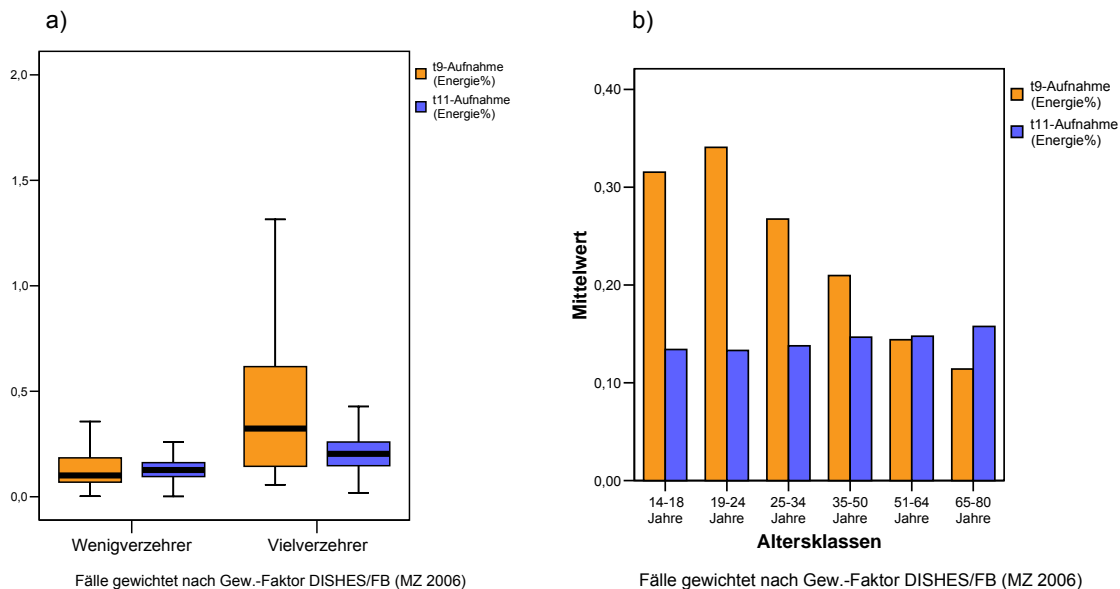 a)
t9-Aufnahme
(Energie%)
t11-Aufnahme
(Energie%)
2,0
1,5
1,0
0,5
0,0
Wenigverzehrer
Vielverzehrer
Fälle gewichtet nach Gew.-Faktor DISHES/FB (MZ 2006)
b)
t9-Aufnahme
(Energie%)
t11-Aufnahme
(Energie%)
Mittelwert
0,40
0,30
0,20
0,10
0,00
14-18
Jahre
19-24
Jahre
25-34
Jahre
35-50
Jahre
51-64
Jahre
65-80
Jahre
Altersklassen
Fälle gewichtet nach Gew.-Faktor DISHES/FB (MZ 2006)